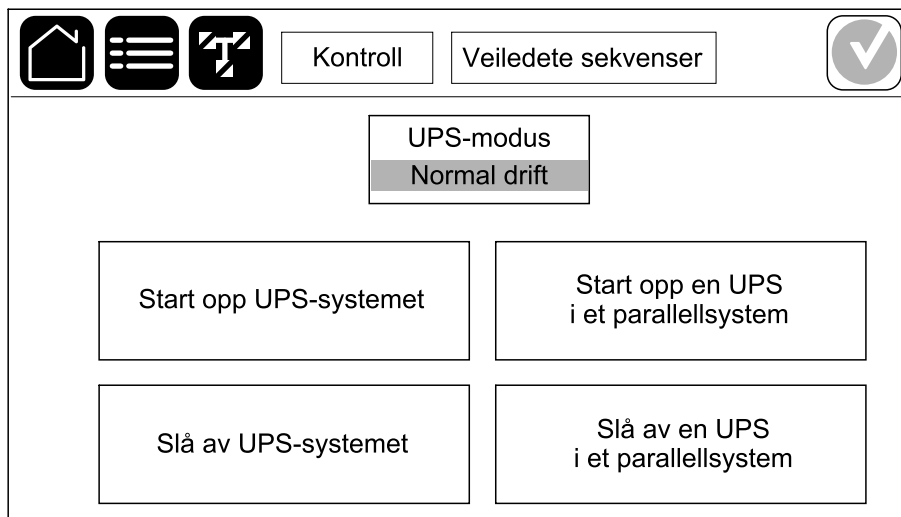 Kontroll
Veiledete sekvenser
UPS-modus
Normal drift
Start opp UPS-systemet
Start opp en UPS
i et parallellsystem
Slå av UPS-systemet
Slå av en UPS
i et parallellsystem